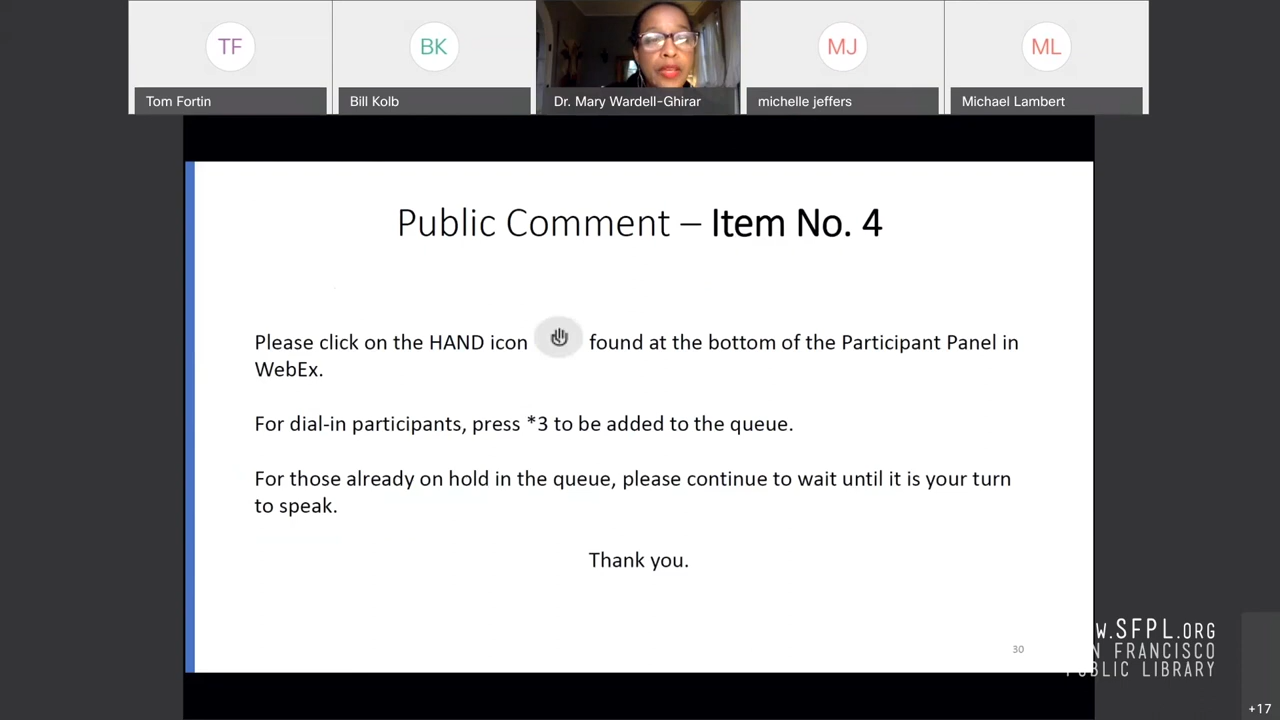 TF
BK
MJ
ML
Tom Fortin
Bill Kolb
Dr. Mary Wardell-Ghirar
michelle jeffers
Michael Lambert
Public Comment – Item No. 4
Please click on the HAND icon found at the bottom of the Participant Panel in
WebEx.
For dial-in participants, press *3 to be added to the queue.
For those already on hold in the queue, please continue to wait until it is your turn
to speak.
Thank you.
30
W.SFPL.ORG
N FRANCISCO
PUBLIC LIBRARY
+17